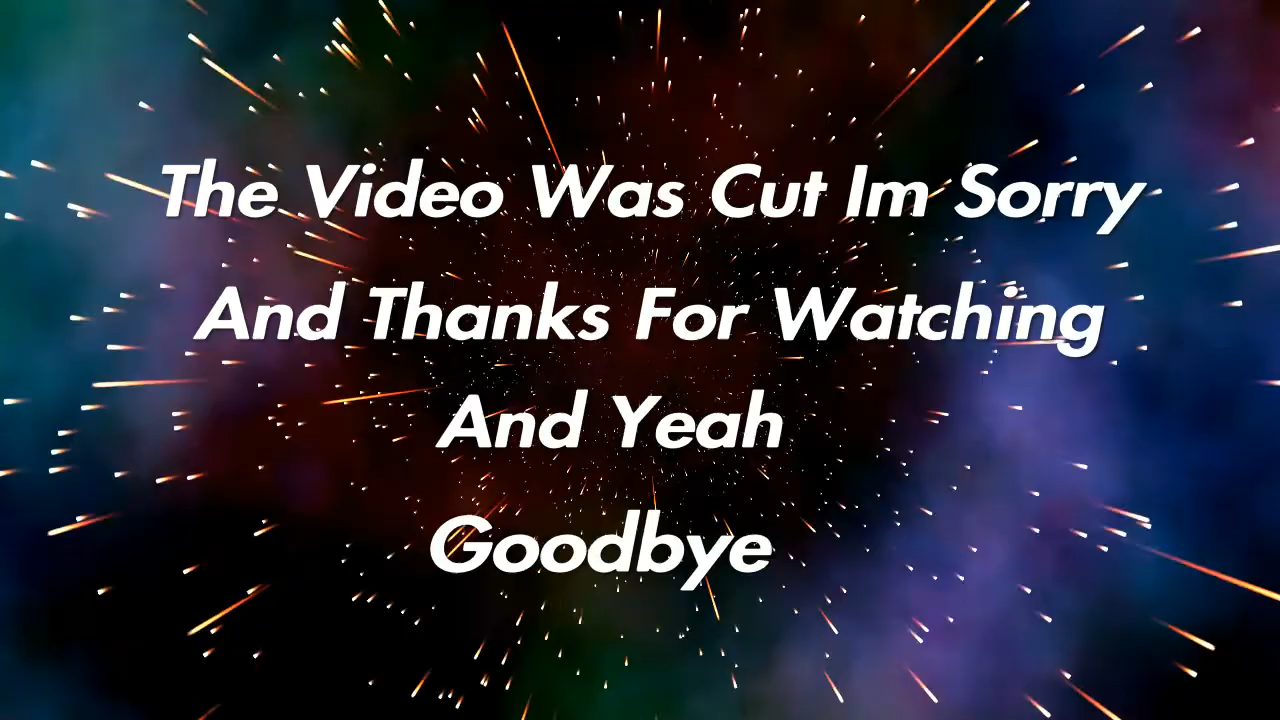 The Video Was Cut Im Sorry
And Thanks For Watching
And Yeah
Goodbye